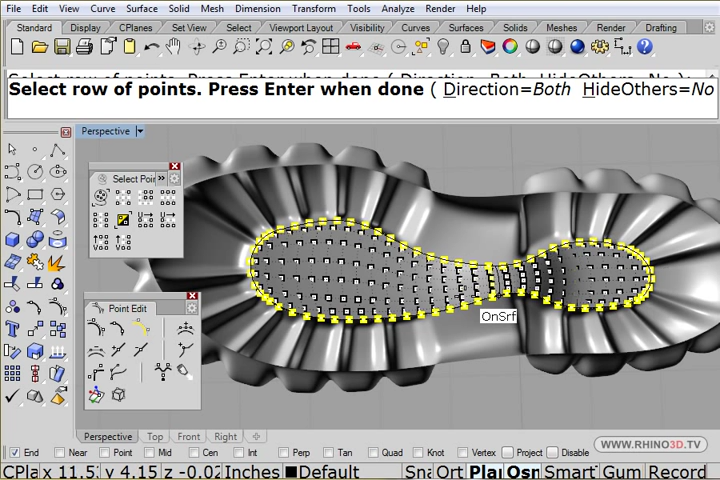 File Edit View Curve Surface Solid Mesh Dimension Transform Tools Analyze Render Help
Standard Display CPlanes Set View Select Viewport Layout Visibility Curves Surfaces Solids Meshes Render Drafting
Select row of points. Press Enter when done ( Direction=Both HideOthers=No
Perspective
Select Poi
Point Edit
OnSrf
Perspective Top Front Right
WWW.RHINO3D.TV
End Near Point Mid Cen Int Perp Tan Quad Knot Vertex Project Disable
CPla x 11.53 y 4.15 z -0.02 Inches Default Sna Ort Plan Osn Smart Gum Record